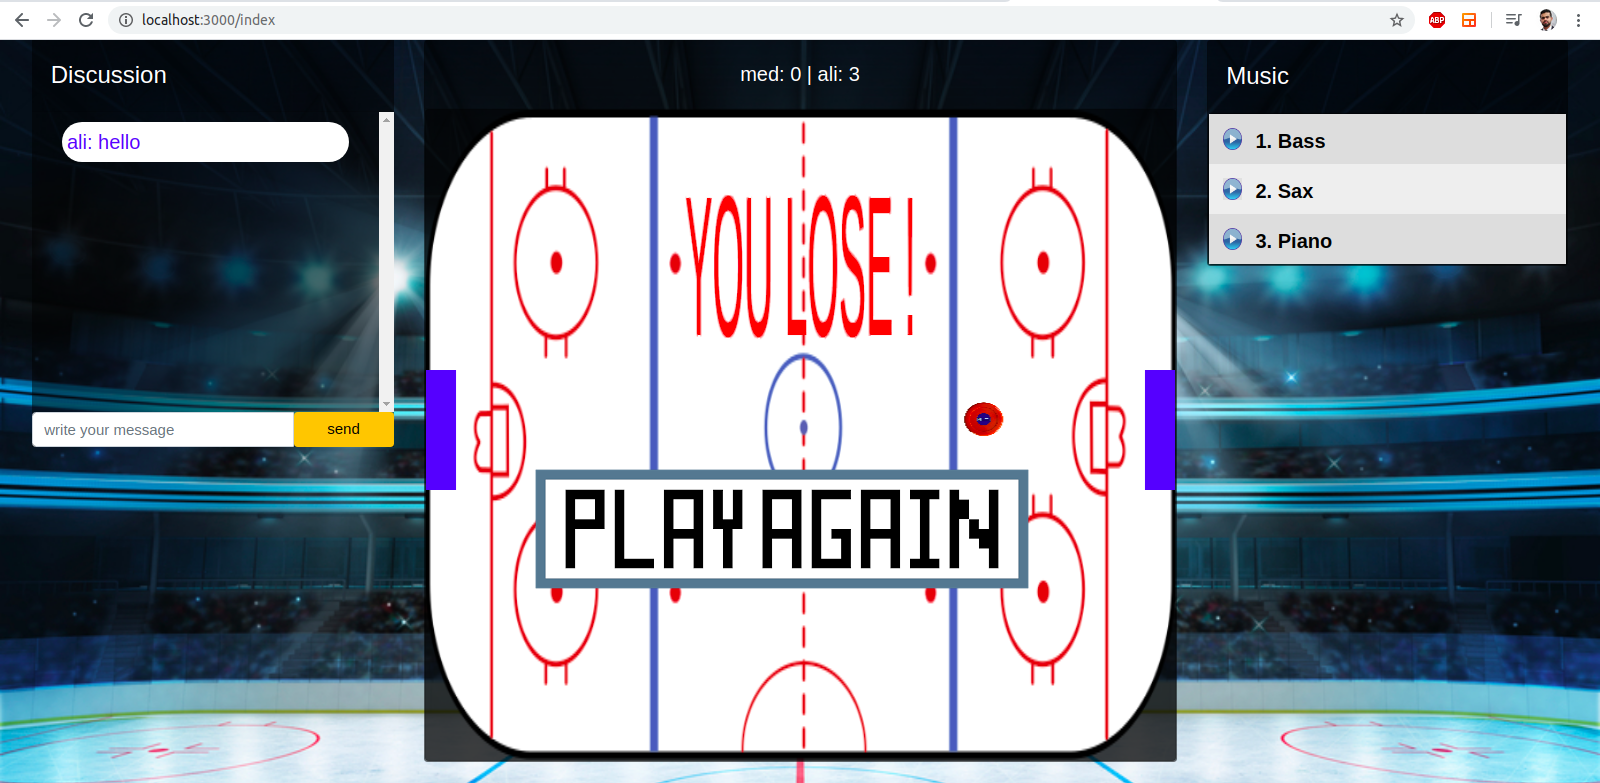 localhost:3000/index
ABP
Discussion
med: 0 | ali: 3
Music
ali: hello
1. Bass
2. Sax
3. Piano
YOU LOSE !
write your message
send
PLAY AGAIN